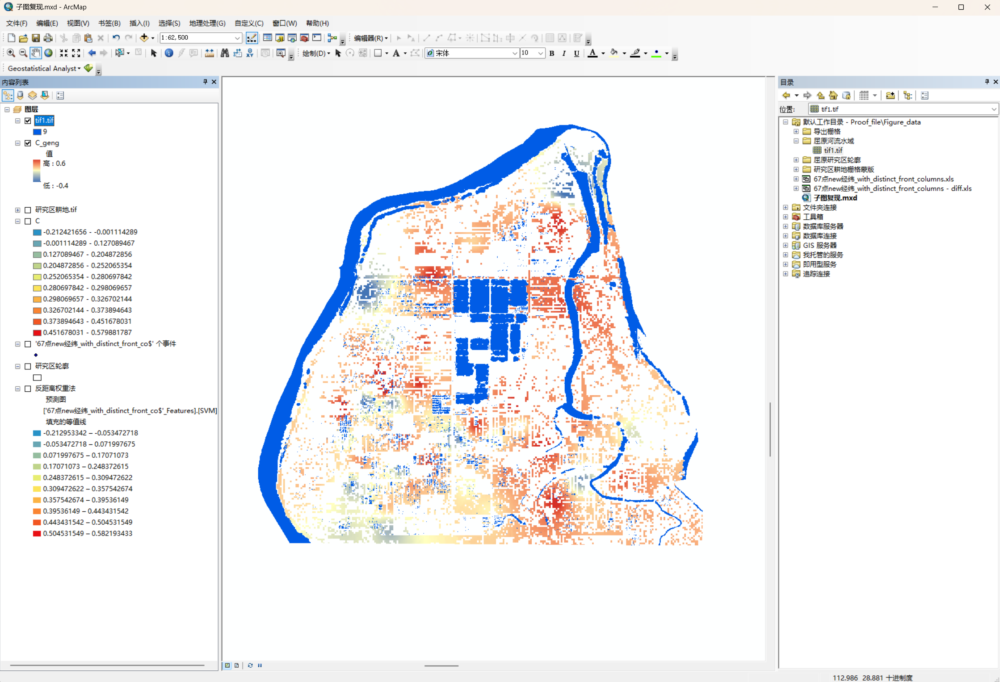 子图复现.mxd - ArcMap
文件(F) 编辑(E) 视图(V) 书签(B) 插入(I) 选择(S) 地理处理(G) 自定义(C) 窗口(W) 帮助(H)
1:62,500 编辑器(R)
绘制(D) A 宋体 10 B I U A
Geostatistical Analyst
内容列表
图层
tif1.tif
9
C_geng
值
高 : 0.6
低 : -0.4
研究区耕地.tif
C
-0.212421656 - -0.001114289
-0.001114289 - 0.127089467
0.127089467 - 0.204872856
0.204872856 - 0.252065354
0.252065354 - 0.280697842
0.280697842 - 0.298069657
0.298069657 - 0.326702144
0.326702144 - 0.373894643
0.373894643 - 0.451678031
0.451678031 - 0.579881787
'67点new经纬_with_distinct_front_co$' 个事件
研究区轮廓
反距离权重法
预测图
['67点new经纬_with_distinct_front_co$'_Features].[SVM]
填充的等值线
-0.212953342 – -0.053472718
-0.053472718 – 0.071997675
0.071997675 – 0.17071073
0.17071073 – 0.248372615
0.248372615 – 0.309472622
0.309472622 – 0.357542674
0.357542674 – 0.39536149
0.39536149 – 0.443431542
0.443431542 – 0.504531549
0.504531549 – 0.582193433
目录
位置: tif1.tif
默认工作目录 - Proof_file\Figure_data
导出栅格
屈原河流水域
tif1.tif
屈原研究区轮廓
研究区耕地栅格蒙版
67点new经纬_with_distinct_front_columns.xls
67点new经纬_with_distinct_front_columns - diff.xls
子图复现.mxd
文件夹连接
工具箱
数据库服务器
数据库连接
GIS 服务器
我托管的服务
即用型服务
追踪连接
112.986 28.881 十进制度